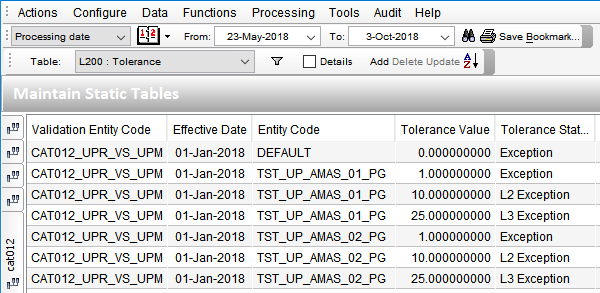 Actions Configure Data Functions Processing Tools Audit Help
Processing date From: 23-May-2018 To: 3-Oct-2018 Save Bookmark...
Table: L200 : Tolerance Details Add Delete Update
Maintain Static Tables
Validation Entity Code Effective Date Entity Code Tolerance Value Tolerance Stat...
CAT012_UPR_VS_UPM 01-Jan-2018 DEFAULT 0.000000000 Exception
CAT012_UPR_VS_UPM 01-Jan-2018 TST_UP_AMAS_01_PG 1.000000000 Exception
CAT012_UPR_VS_UPM 01-Jan-2018 TST_UP_AMAS_01_PG 10.000000000 L2 Exception
CAT012_UPR_VS_UPM 01-Jan-2018 TST_UP_AMAS_01_PG 25.000000000 L3 Exception
CAT012_UPR_VS_UPM 01-Jan-2018 TST_UP_AMAS_02_PG 1.000000000 Exception
CAT012_UPR_VS_UPM 01-Jan-2018 TST_UP_AMAS_02_PG 10.000000000 L2 Exception
CAT012_UPR_VS_UPM 01-Jan-2018 TST_UP_AMAS_02_PG 25.000000000 L3 Exception
cat012